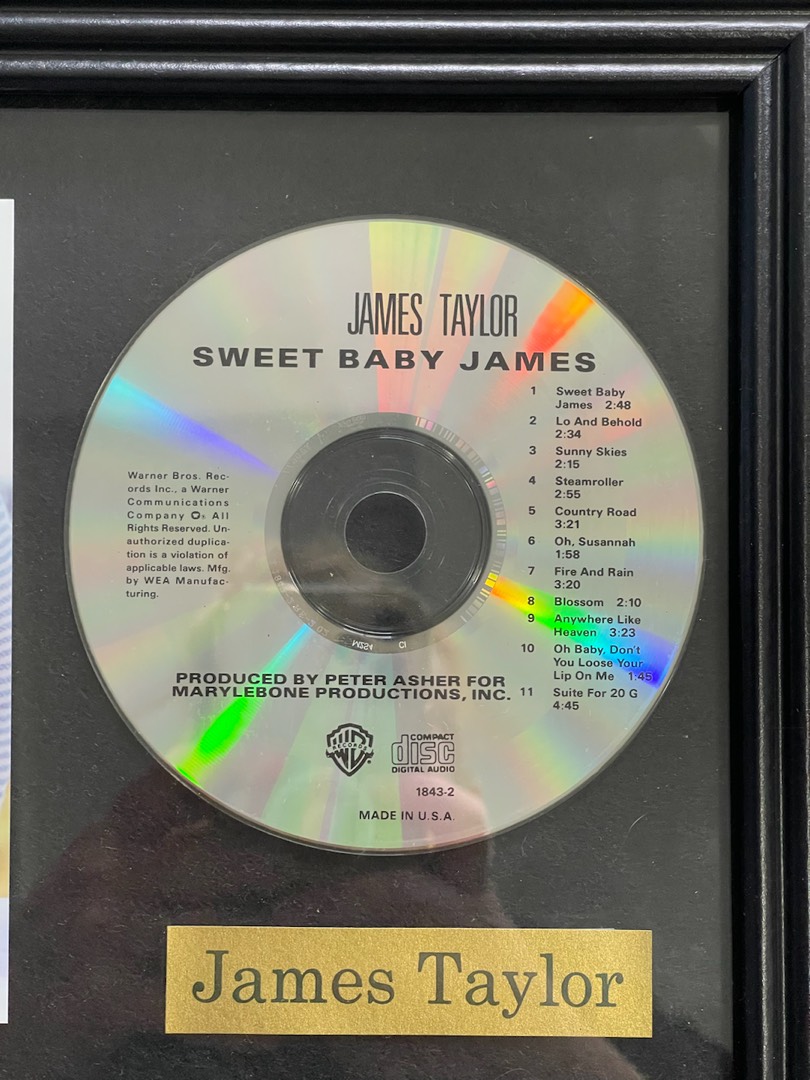 JAMES TAYLOR
SWEET BABY JAMES
1 Sweet Baby
James 2:48
2 Lo And Behold
2:34
3 Sunny Skies
2:15
4 Steamroller
2:55
5 Country Road
3:21
6 Oh, Susannah
1:58
7 Fire And Rain
3:20
8 Blossom 2:10
9 Anywhere Like
Heaven 3:23
10 Oh Baby, Don't
You Loose Your
Lip On Me 1:45
11 Suite For 20 G
4:45
Warner Bros. Rec-
ords Inc., a Warner
Communications
Company ® All
Rights Reserved. Un-
authorized duplica-
tion is a violation of
applicable laws. Mfg.
by WEA Manufac-
turing.
PRODUCED BY PETER ASHER FOR
MARYLEBONE PRODUCTIONS, INC.
WB
RECORDS
COMPACT
disc
DIGITAL AUDIO
1843-2
MADE IN U.S.A.
James Taylor